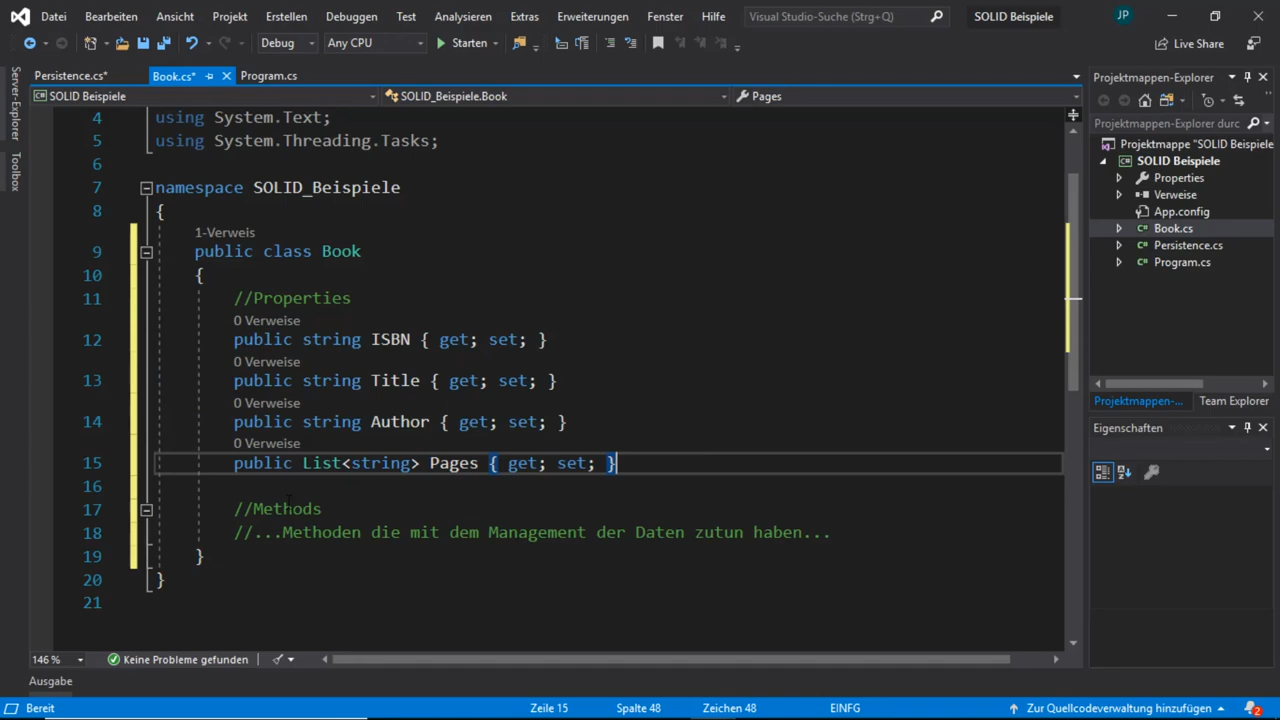 Datei Bearbeiten Ansicht Projekt Erstellen Debuggen Test Analysieren Extras Erweiterungen Fenster Hilfe Visual Studio-Suche (Strg+Q) SOLID Beispiele JP
Debug Any CPU Starten Live Share
Persistence.cs* Book.cs* Program.cs
SOLID Beispiele SOLID_Beispiele.Book Pages
Server-Explorer
Toolbox
4 using System.Text;
5 using System.Threading.Tasks;
6
7 namespace SOLID_Beispiele
8 {
1-Verweis
9 public class Book
10 {
11 //Properties
0 Verweise
12 public string ISBN { get; set; }
0 Verweise
13 public string Title { get; set; }
0 Verweise
14 public string Author { get; set; }
0 Verweise
15 public List<string> Pages { get; set; }
16
17 //Methods
18 //...Methoden die mit dem Management der Daten zutun haben...
19 }
20 }
21
146 % Keine Probleme gefunden
Ausgabe
Projektmappen-Explorer
Projektmappen-Explorer durc
Projektmappe "SOLID Beispiele
SOLID Beispiele
Properties
Verweise
App.config
Book.cs
Persistence.cs
Program.cs
Projektmappen-... Team Explorer
Eigenschaften
Bereit Zeile 15 Spalte 48 Zeichen 48 EINFG Zur Quellcodeverwaltung hinzufügen 2